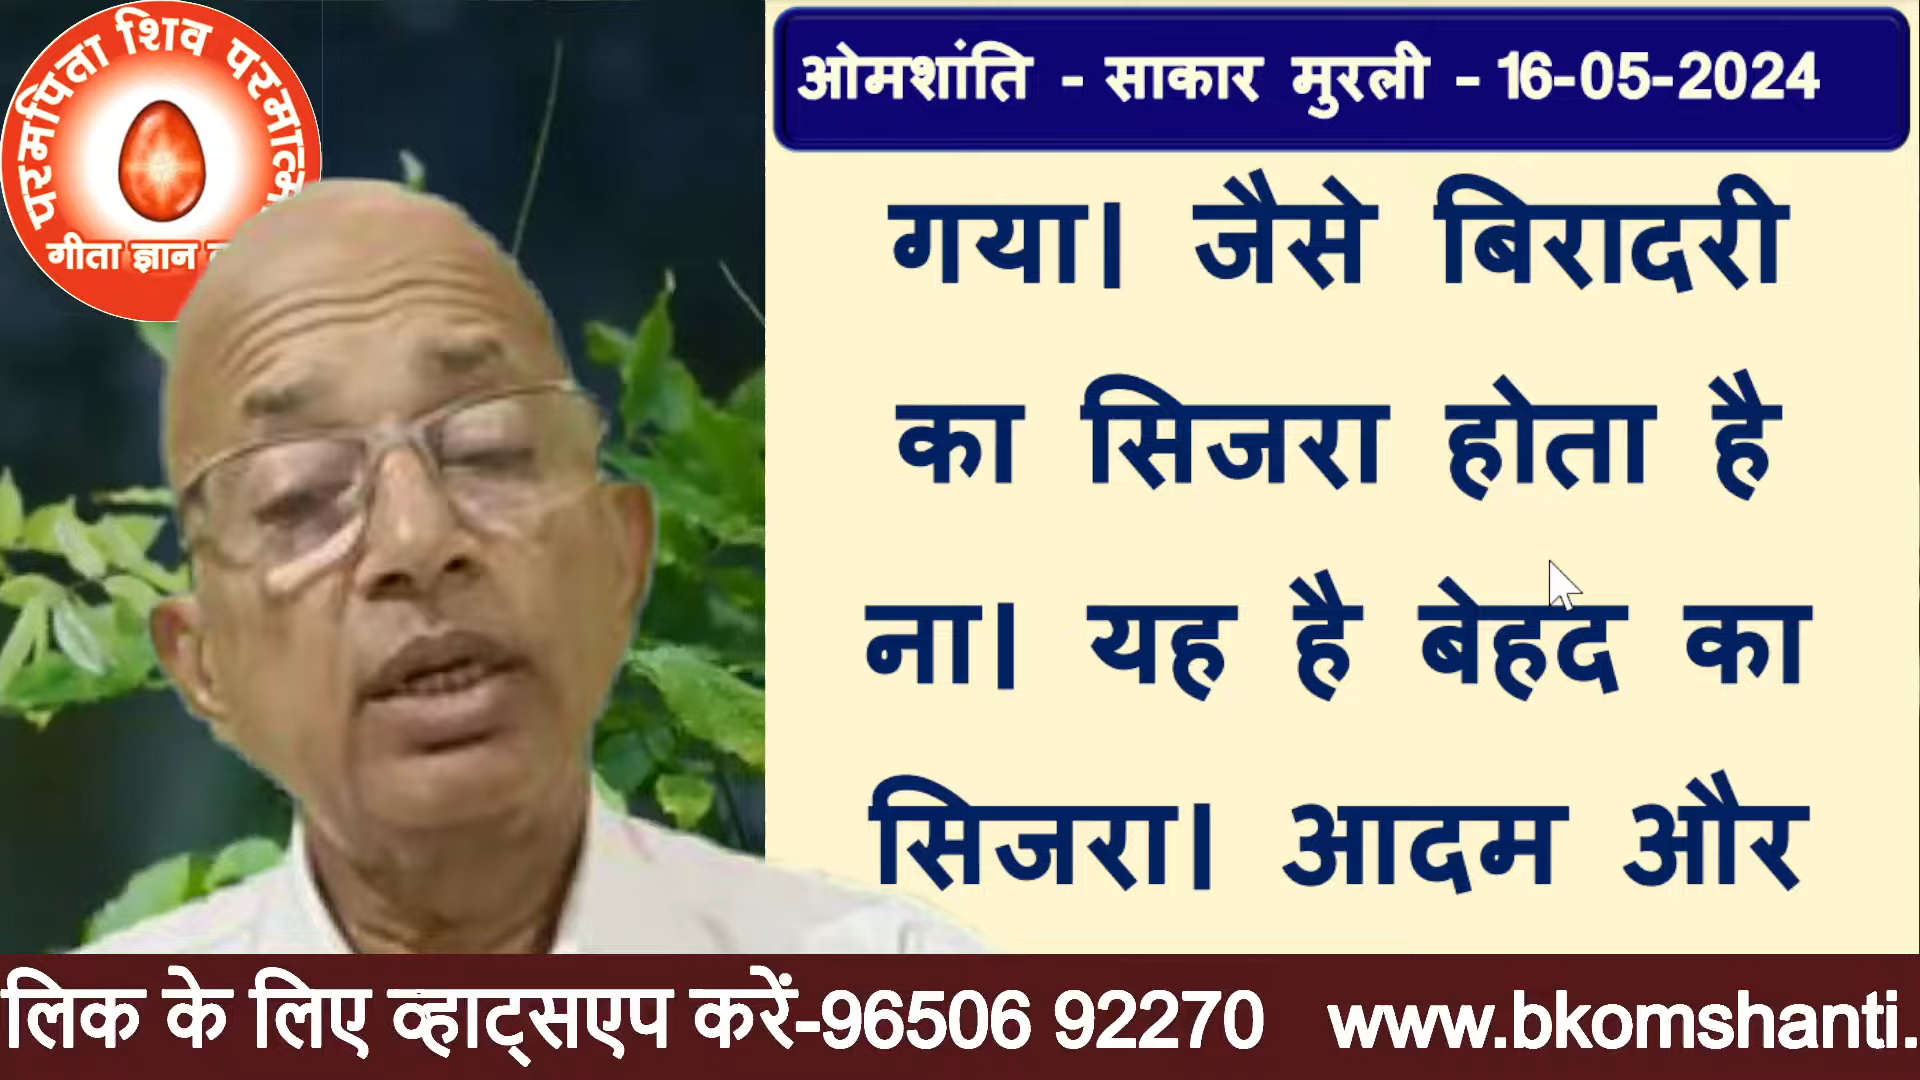 परमपिता शिव परमात्म
गीता ज्ञान
ओमशांति - साकार मुरली - 16-05-2024
गया। जैसे बिरादरी
का सिजरा होता है
ना। यह है बेहद का
सिजरा। आदम और
लिक के लिए व्हाट्सएप करें-96506 92270 www.bkomshanti.